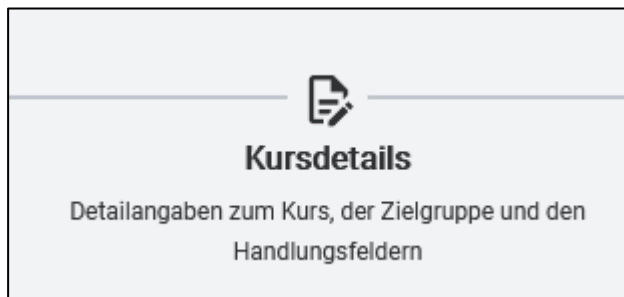 Kursdetails
Detailangaben zum Kurs, der Zielgruppe und den
Handlungsfeldern